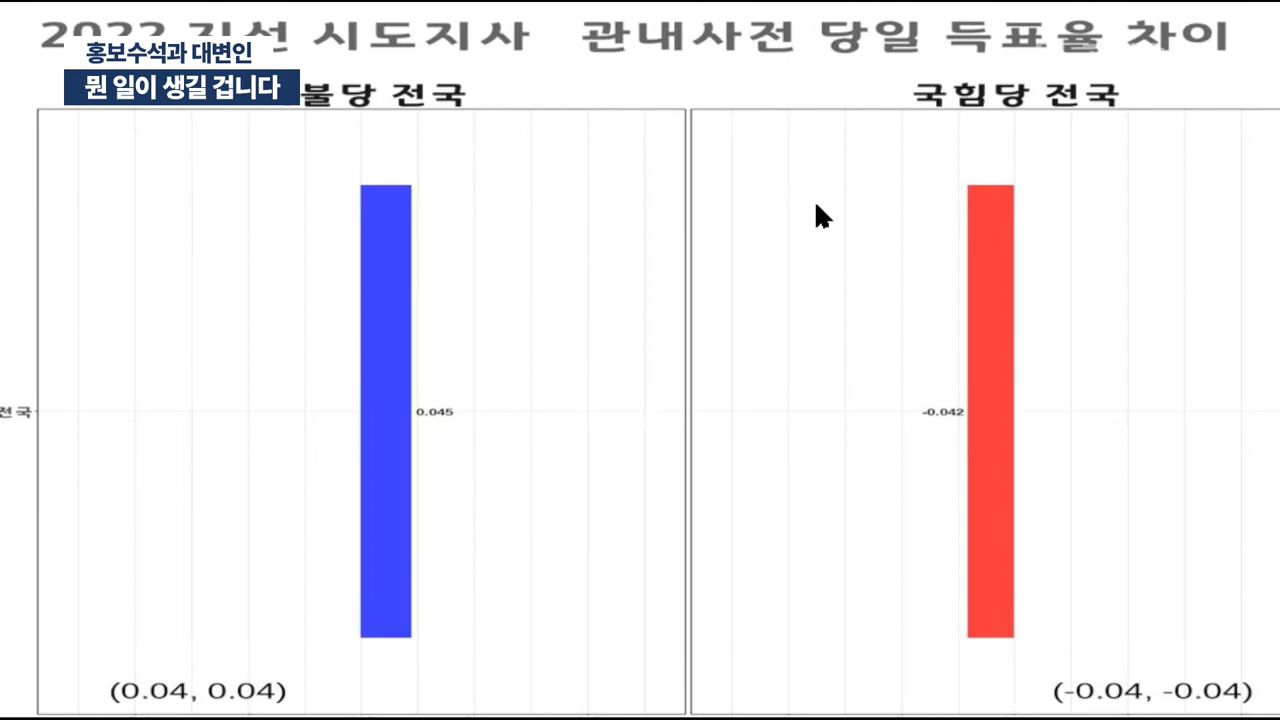 시도지사 관내사전 당일 득표율 차이
홍보수석과 대변인
뭔 일이 생길 겁니다
불당 전국
국힘당 전국
전국
0.045
-0.042
(0.04, 0.04)
(-0.04, -0.04)